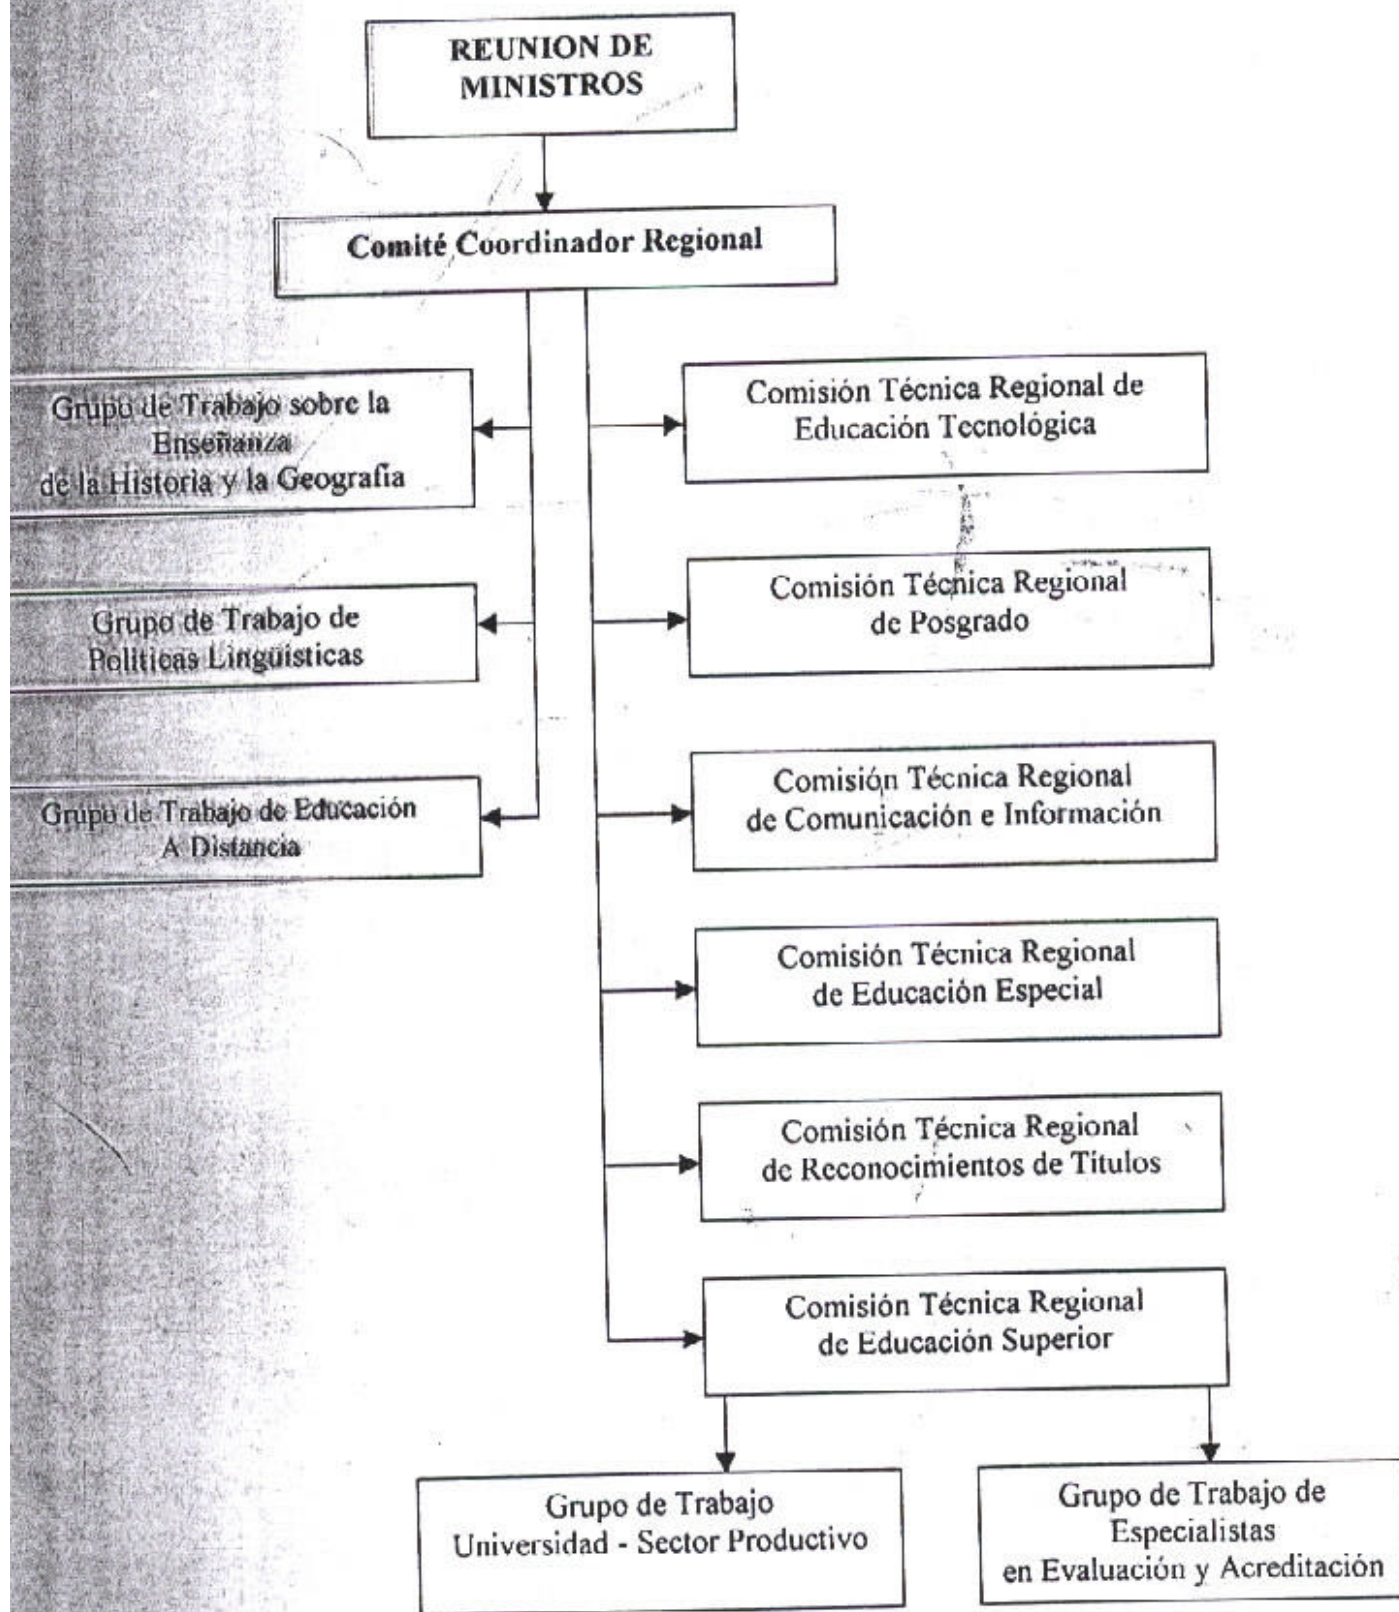 REUNION DE
MINISTROS
Comité Coordinador Regional
Grupo de Trabajo sobre la
Enseñanza
de la Historia y la Geografía
Comisión Técnica Regional de
Educación Tecnológica
Grupo de Trabajo de
Políticas Lingüísticas
Comisión Técnica Regional
de Posgrado
Grupo de Trabajo de Educación
A Distancia
Comisión Técnica Regional
de Comunicación e Información
Comisión Técnica Regional
de Educación Especial
Comisión Técnica Regional
de Reconocimientos de Titulos
Comisión Técnica Regional
de Educación Superior
Grupo de Trabajo
Universidad - Sector Productivo
Grupo de Trabajo de
Especialistas
en Evaluación y Acreditación